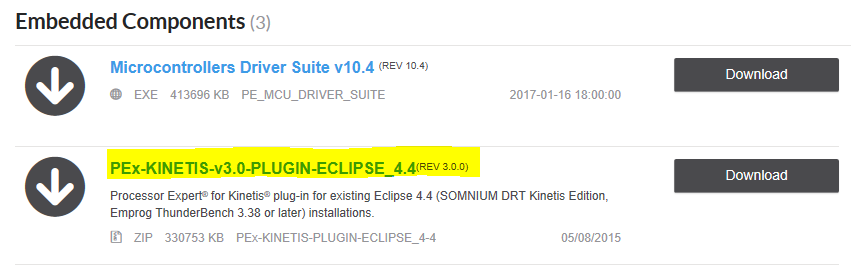 Embedded Components (3)
Microcontrollers Driver Suite v10.4 (REV 10.4)
Download
EXE 413696 KB PE_MCU_DRIVER_SUITE 2017-01-16 18:00:00
PEx-KINETIS-v3.0-PLUGIN-ECLIPSE_4.4(REV 3.0.0)
Download
Processor Expert® for Kinetis® plug-in for existing Eclipse 4.4 (SOMNIUM DRT Kinetis Edition,
Emprog ThunderBench 3.38 or later) installations.
ZIP 330753 KB PEx-KINETIS-PLUGIN-ECLIPSE_4-4 05/08/2015